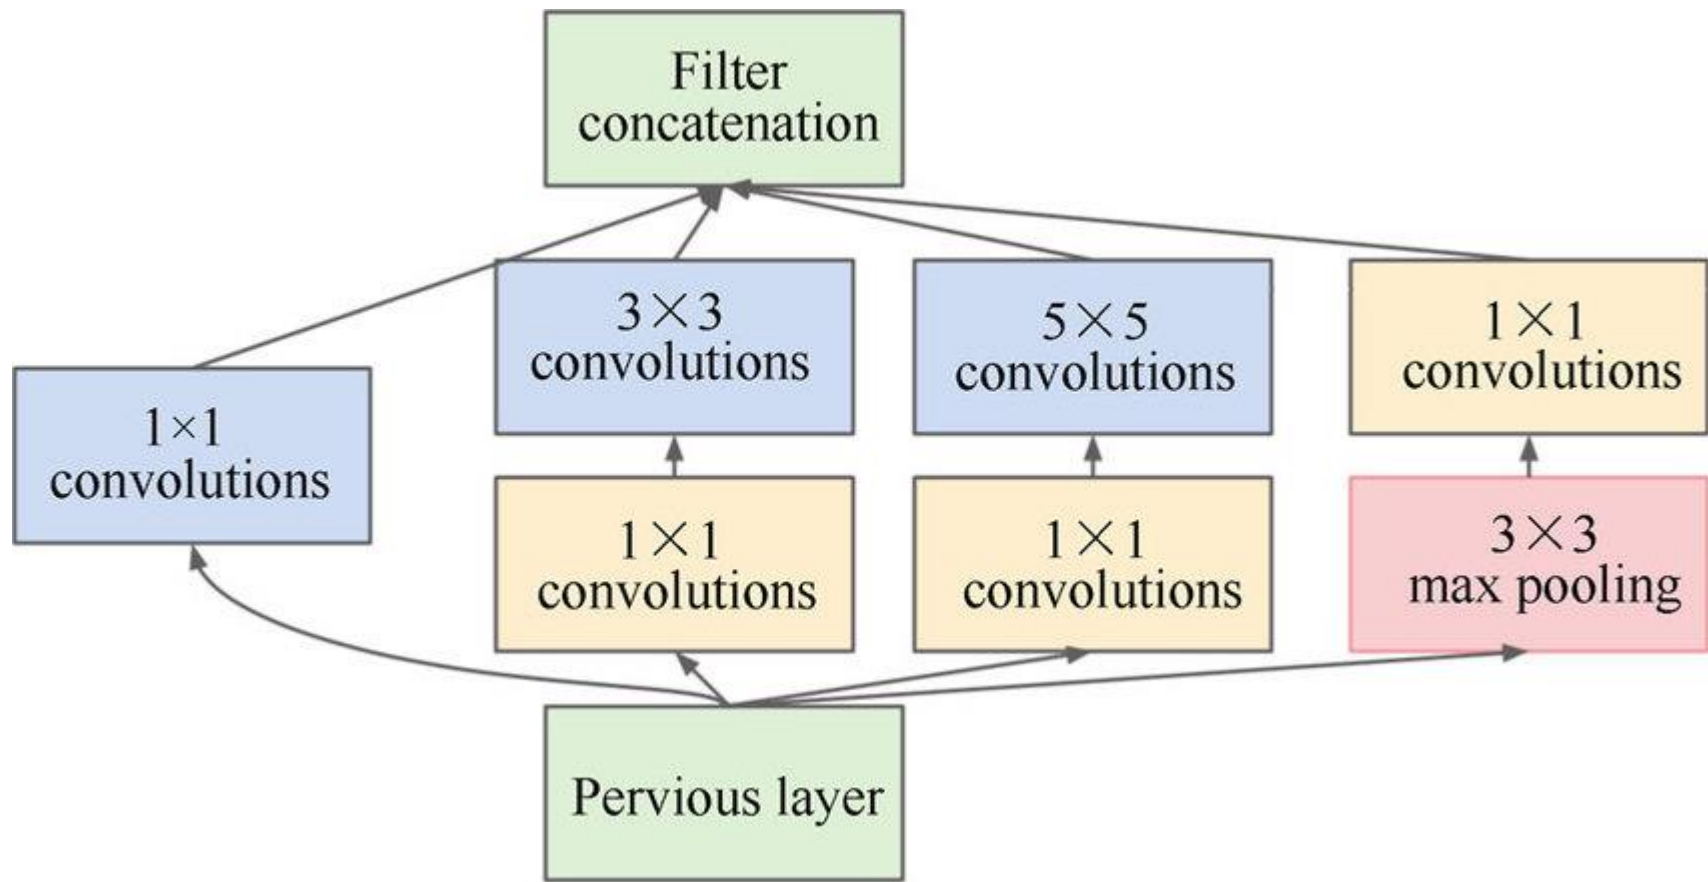 Filter
concatenation
3×3
convolutions
5×5
convolutions
1×1
convolutions
1×1
convolutions
1×1
convolutions
1×1
convolutions
3×3
max pooling
Pervious layer